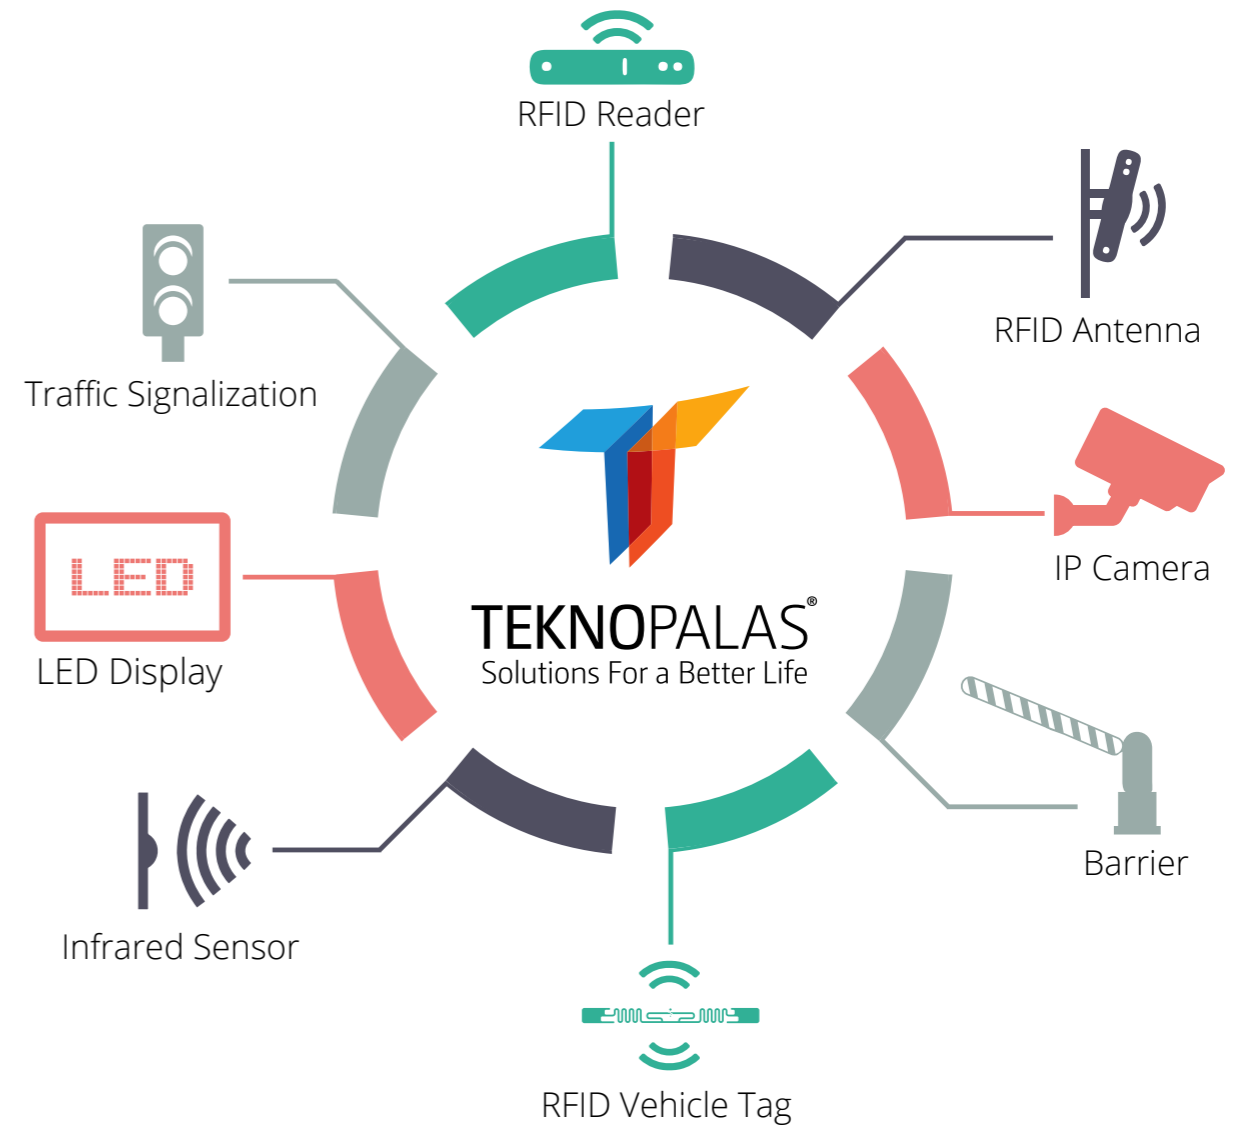 RFID Reader
RFID Antenna
Traffic Signalization
IP Camera
LED
LED Display
TEKNOPALAS®
Solutions For a Better Life
Barrier
Infrared Sensor
RFID Vehicle Tag